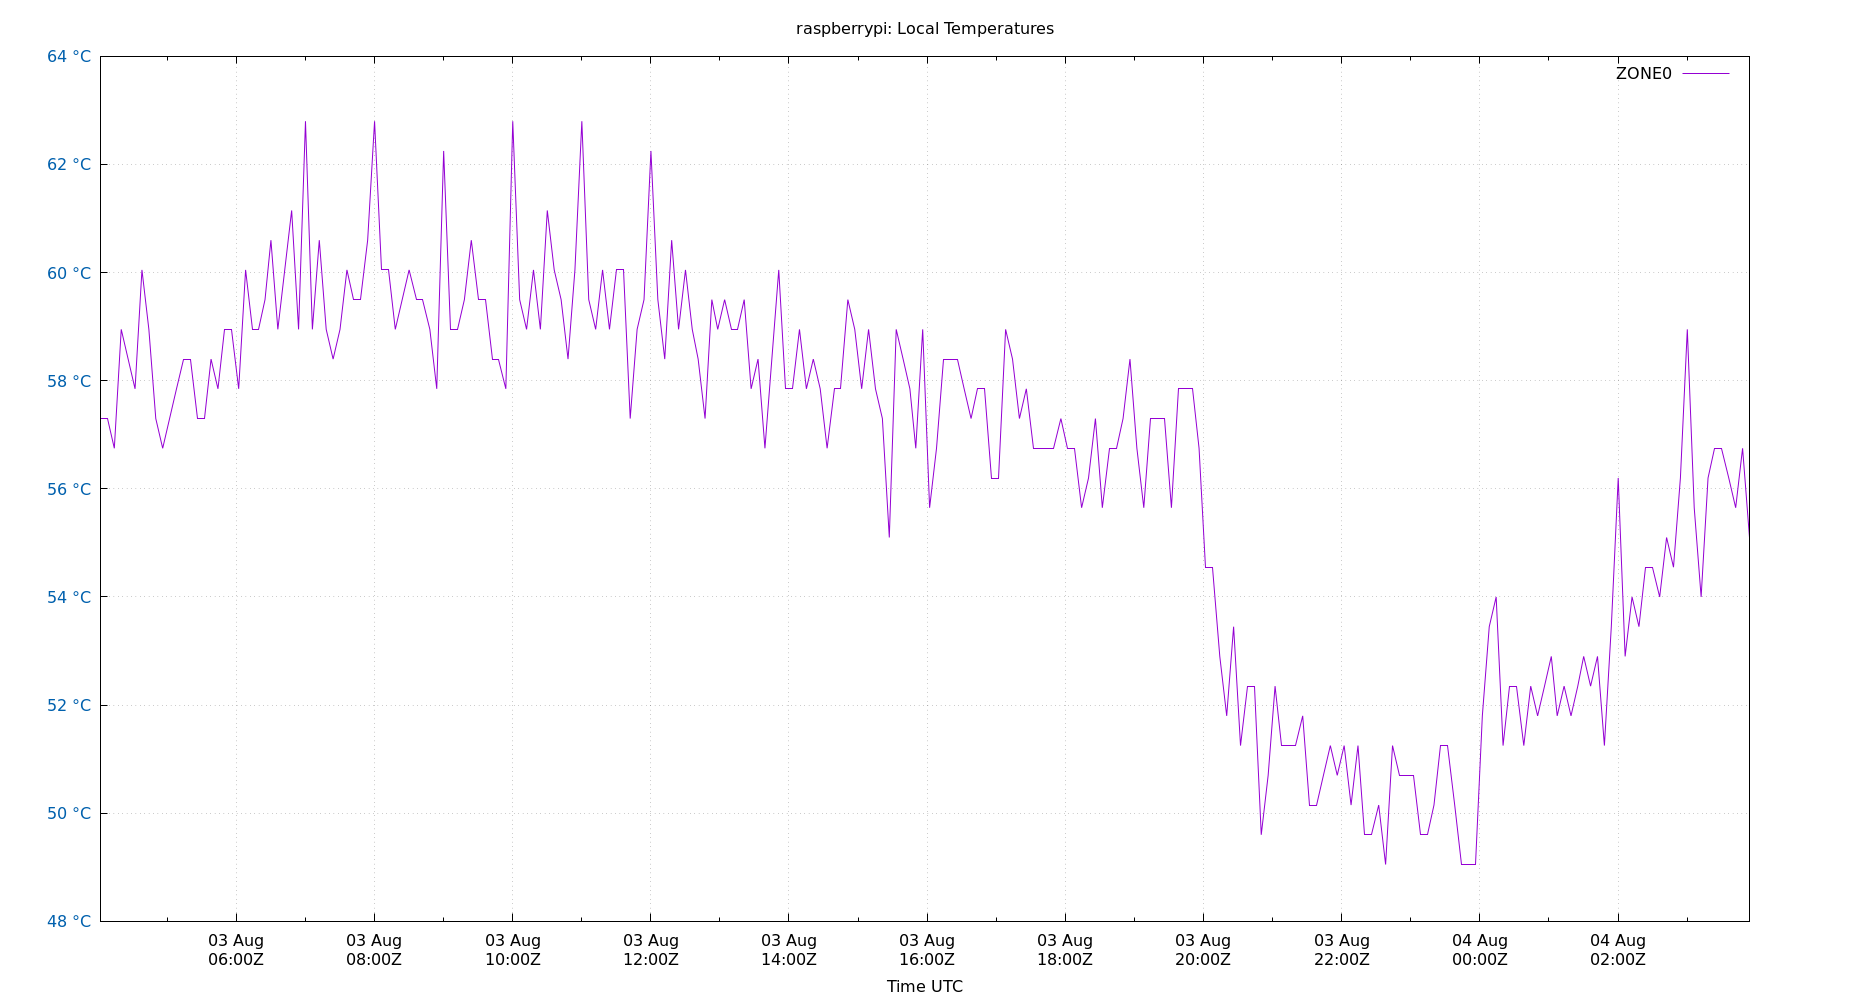 raspberrypi: Local Temperatures
64 °C
ZONE0
62 °C
60 °C
58 °C
56 °C
54 °C
52 °C
50 °C
48 °C
03 Aug 03 Aug 03 Aug 03 Aug 03 Aug 03 Aug 03 Aug 03 Aug 03 Aug 04 Aug 04 Aug
06:00Z 08:00Z 10:00Z 12:00Z 14:00Z 16:00Z 18:00Z 20:00Z 22:00Z 00:00Z 02:00Z
Time UTC